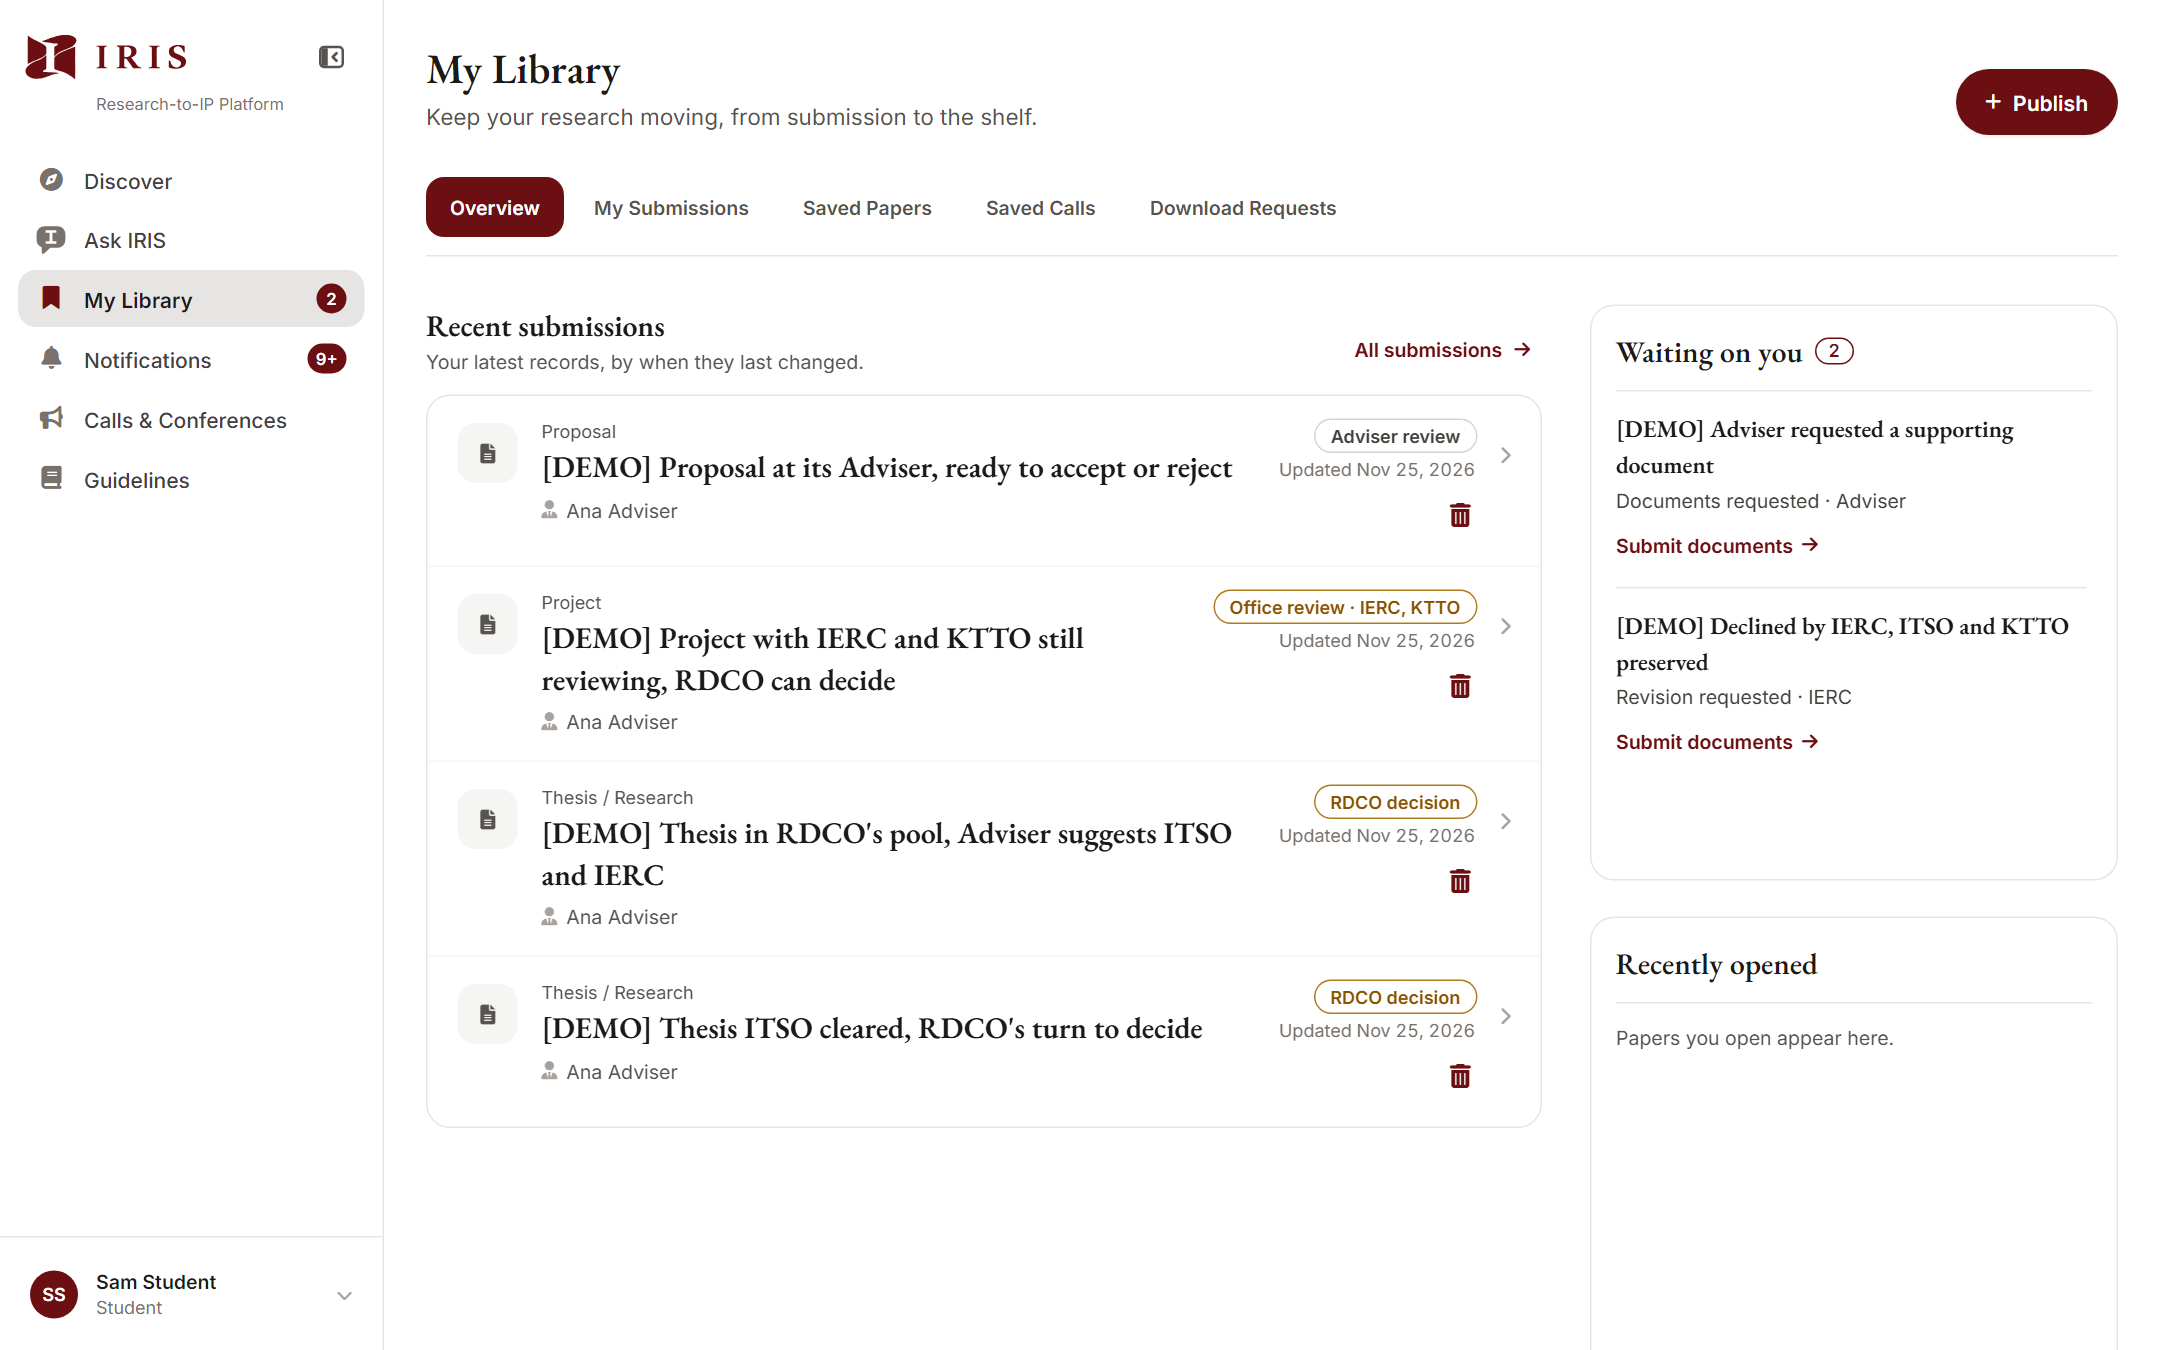 IRIS
Research-to-IP Platform
Discover
Ask IRIS
My Library
2
Notifications
9+
Calls & Conferences
Guidelines
SS
Sam Student
Student
My Library
Keep your research moving, from submission to the shelf.
+ Publish
Overview
My Submissions
Saved Papers
Saved Calls
Download Requests
Recent submissions
Your latest records, by when they last changed.
All submissions →
Proposal
[DEMO] Proposal at its Adviser, ready to accept or reject
Ana Adviser
Adviser review
Updated Nov 25, 2026
Project
[DEMO] Project with IERC and KTTO still
reviewing, RDCO can decide
Ana Adviser
Office review · IERC, KTTO
Updated Nov 25, 2026
Thesis / Research
[DEMO] Thesis in RDCO's pool, Adviser suggests ITSO
and IERC
Ana Adviser
RDCO decision
Updated Nov 25, 2026
Thesis / Research
[DEMO] Thesis ITSO cleared, RDCO's turn to decide
Ana Adviser
RDCO decision
Updated Nov 25, 2026
Waiting on you 2
[DEMO] Adviser requested a supporting
document
Documents requested · Adviser
Submit documents →
[DEMO] Declined by IERC, ITSO and KTTO
preserved
Revision requested · IERC
Submit documents →
Recently opened
Papers you open appear here.